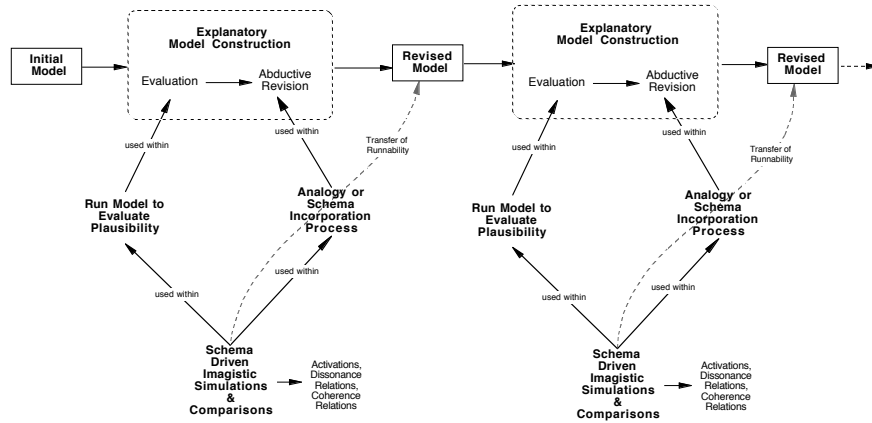 Explanatory
Model Construction
Initial
Model
Evaluation
Abductive
Revision
Revised
Model
used within
used within
Transfer of
Runnability
Run Model to
Evaluate
Plausibility
Analogy or
Schema
Incorporation
Process
used within
used within
Schema
Driven
Imagistic
Simulations
&
Comparisons
Activations,
Dissonance
Relations,
Coherence
Relations
Explanatory
Model Construction
Evaluation
Abductive
Revision
Revised
Model
used within
used within
Transfer of
Runnability
Run Model to
Evaluate
Plausibility
Analogy or
Schema
Incorporation
Process
used within
used within
Schema
Driven
Imagistic
Simulations
&
Comparisons
Activations,
Dissonance
Relations,
Coherence
Relations